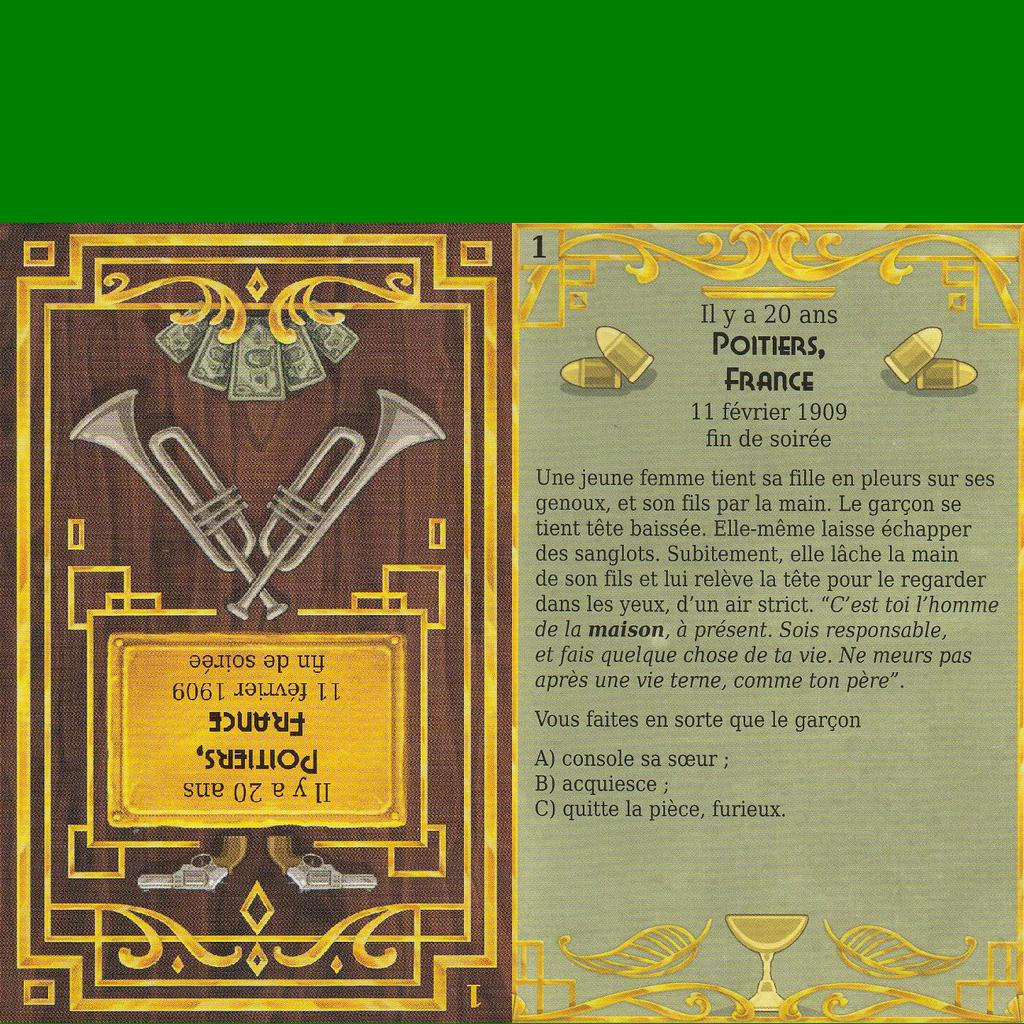 Il y a 20 ans
POITIERS,
FRANCE
11 février 1909
fin de soirée
1
1
Il y a 20 ans
POITIERS,
FRANCE
11 février 1909
fin de soirée
Une jeune femme tient sa fille en pleurs sur ses
genoux, et son fils par la main. Le garçon se
tient tête baissée. Elle-même laisse échapper
des sanglots. Subitement, elle lâche la main
de son fils et lui relève la tête pour le regarder
dans les yeux, d’un air strict. “C’est toi l’homme
de la maison, à présent. Sois responsable,
et fais quelque chose de ta vie. Ne meurs pas
après une vie terne, comme ton père”.
Vous faites en sorte que le garçon
A) console sa sœur ;
B) acquiesce ;
C) quitte la pièce, furieux.